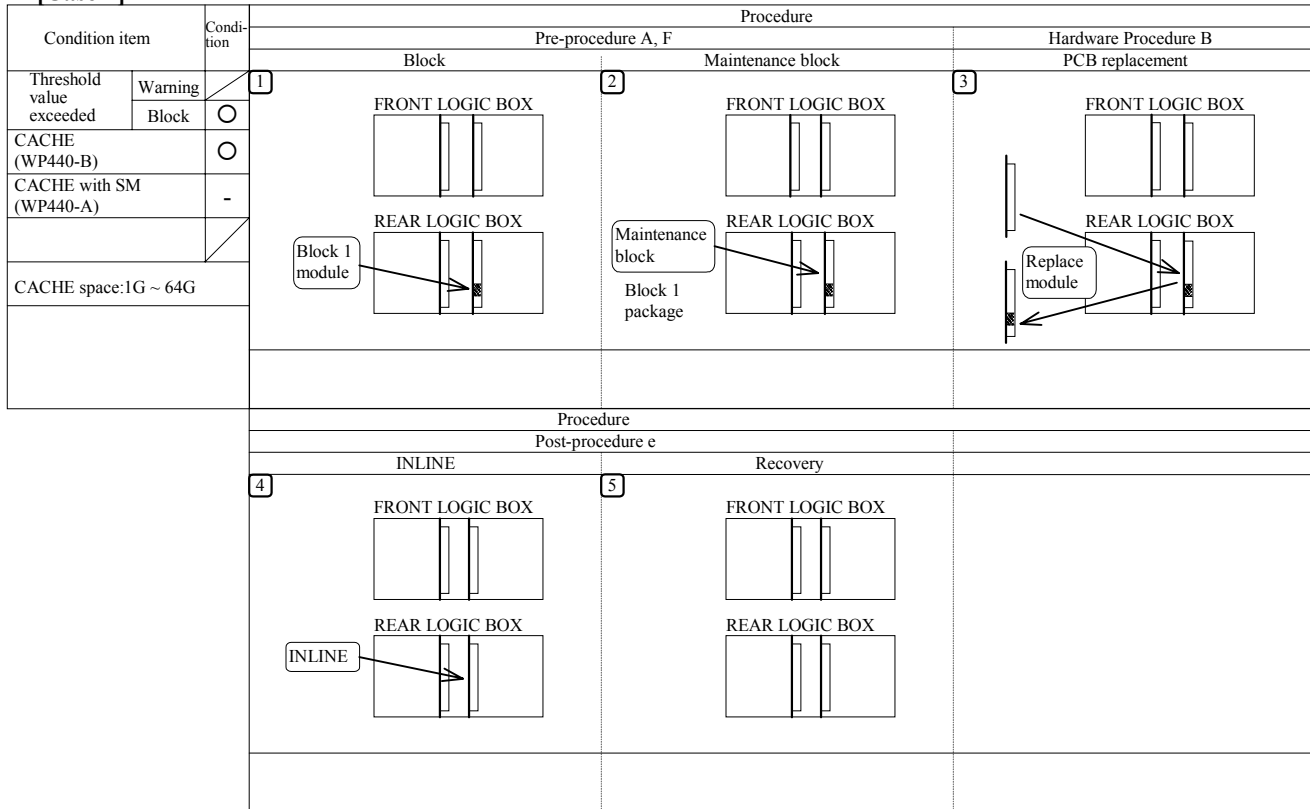 Condition item
Condi-
tion
Procedure
Pre-procedure A, F
Hardware Procedure B
Block
Maintenance block
PCB replacement
Threshold
value
exceeded
Warning
Block
○
CACHE
(WP440-B)
○
CACHE with SM
(WP440-A)
-
CACHE space:1G ~ 64G
1
FRONT LOGIC BOX
REAR LOGIC BOX
Block 1
module
2
FRONT LOGIC BOX
REAR LOGIC BOX
Maintenance
block
Block 1
package
3
FRONT LOGIC BOX
REAR LOGIC BOX
Replace
module
Procedure
Post-procedure e
INLINE
Recovery
4
FRONT LOGIC BOX
REAR LOGIC BOX
INLINE
5
FRONT LOGIC BOX
REAR LOGIC BOX